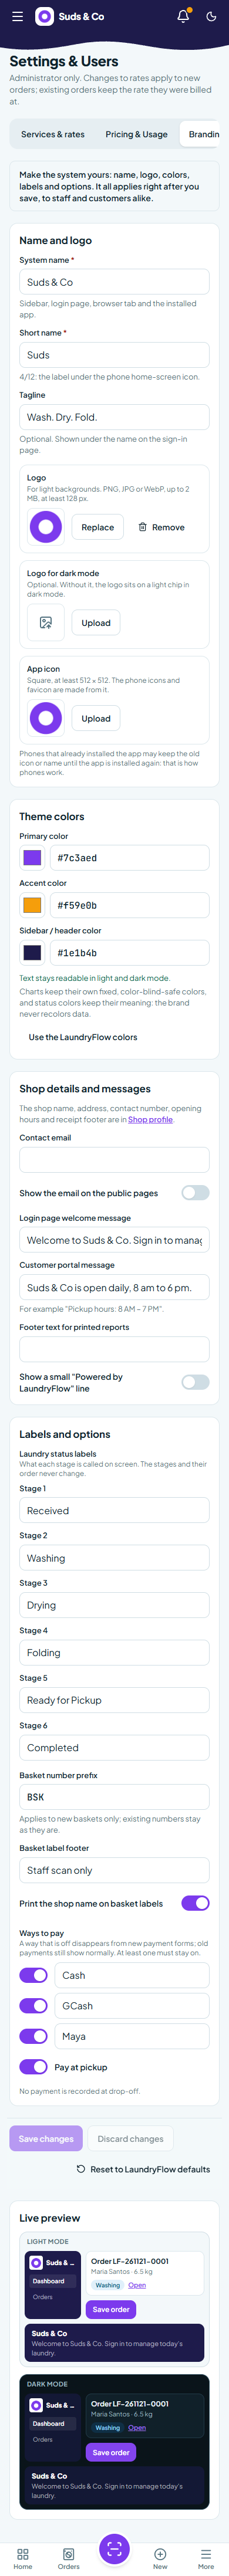 Suds & Co
Settings & Users
Administrator only. Changes to rates apply to new
orders; existing orders keep the rate they were billed
at.
Services & rates
Pricing & Usage
Brandin
Make the system yours: name, logo, colors,
labels and options. It all applies right after you
save, to staff and customers alike.
Name and logo
System name *
Suds & Co
Sidebar, login page, browser tab and the installed
app.
Short name *
Suds
4/12: the label under the phone home-screen icon.
Tagline
Wash. Dry. Fold.
Optional. Shown under the name on the sign-in
page.
Logo
For light backgrounds. PNG, JPG or WebP, up to 2
MB, at least 128 px.
Replace
Remove
Logo for dark mode
Optional. Without it, the logo sits on a light chip in
dark mode.
Upload
App icon
Square, at least 512 × 512. The phone icons and
favicon are made from it.
Upload
Phones that already installed the app may keep the old
icon or name until the app is installed again: that is how
phones work.
Theme colors
Primary color
#7c3aed
Accent color
#f59e0b
Sidebar / header color
#1e1b4b
Text stays readable in light and dark mode.
Charts keep their own fixed, color-blind-safe colors,
and status colors keep their meaning: the brand
never recolors data.
Use the LaundryFlow colors
Shop details and messages
The shop name, address, contact number, opening
hours and receipt footer are in Shop profile.
Contact email
Show the email on the public pages
Login page welcome message
Welcome to Suds & Co. Sign in to manag
Customer portal message
Suds & Co is open daily, 8 am to 6 pm.
For example "Pickup hours: 8 AM – 7 PM".
Footer text for printed reports
Show a small "Powered by
LaundryFlow" line
Labels and options
Laundry status labels
What each stage is called on screen. The stages and their
order never change.
Stage 1
Received
Stage 2
Washing
Stage 3
Drying
Stage 4
Folding
Stage 5
Ready for Pickup
Stage 6
Completed
Basket number prefix
BSK
Applies to new baskets only; existing numbers stay
as they are.
Basket label footer
Staff scan only
Print the shop name on basket labels
Ways to pay
A way that is off disappears from new payment forms; old
payments still show normally. At least one must stay on.
Cash
GCash
Maya
Pay at pickup
No payment is recorded at drop-off.
Save changes
Discard changes
Reset to LaundryFlow defaults
Live preview
LIGHT MODE
Suds & ...
Dashboard
Orders
Order LF-261121-0001
Maria Santos · 6.5 kg
Washing
Open
Save order
Suds & Co
Welcome to Suds & Co. Sign in to manage today's
laundry.
DARK MODE
Suds & ...
Dashboard
Orders
Order LF-261121-0001
Maria Santos · 6.5 kg
Washing
Open
Save order
Suds & Co
Welcome to Suds & Co. Sign in to manage today's
laundry.
Home
Orders
New
More